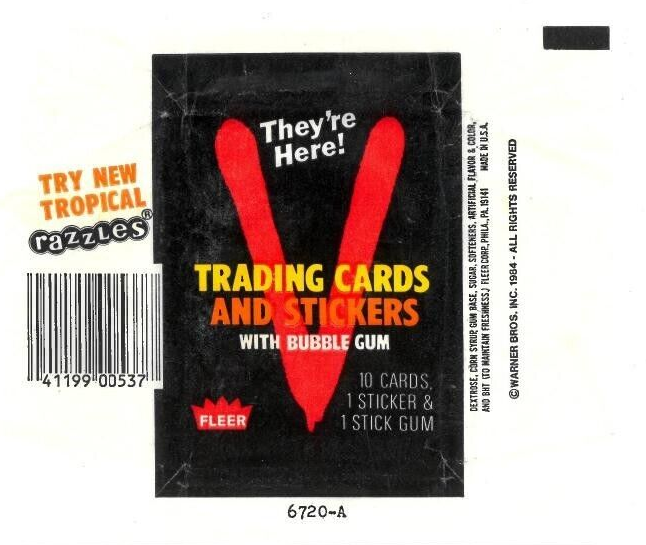 They're
Here!
V
TRADING CARDS
AND STICKERS
WITH BUBBLE GUM
10 CARDS,
1 STICKER &
1 STICK GUM
FLEER
6720-A
TRY NEW
TROPICAL
razzles®
41199 00537
DEXTROSE, CORN SYRUP, GUM BASE, SUGAR, SOFTENERS, ARTIFICIAL FLAVOR & COLOR,
AND BHT (TO MAINTAIN FRESHNESS.) FLEER CORP., PHILA., PA. 19141 MADE IN U.S.A.
© WARNER BROS. INC. 1984 - ALL RIGHTS RESERVED